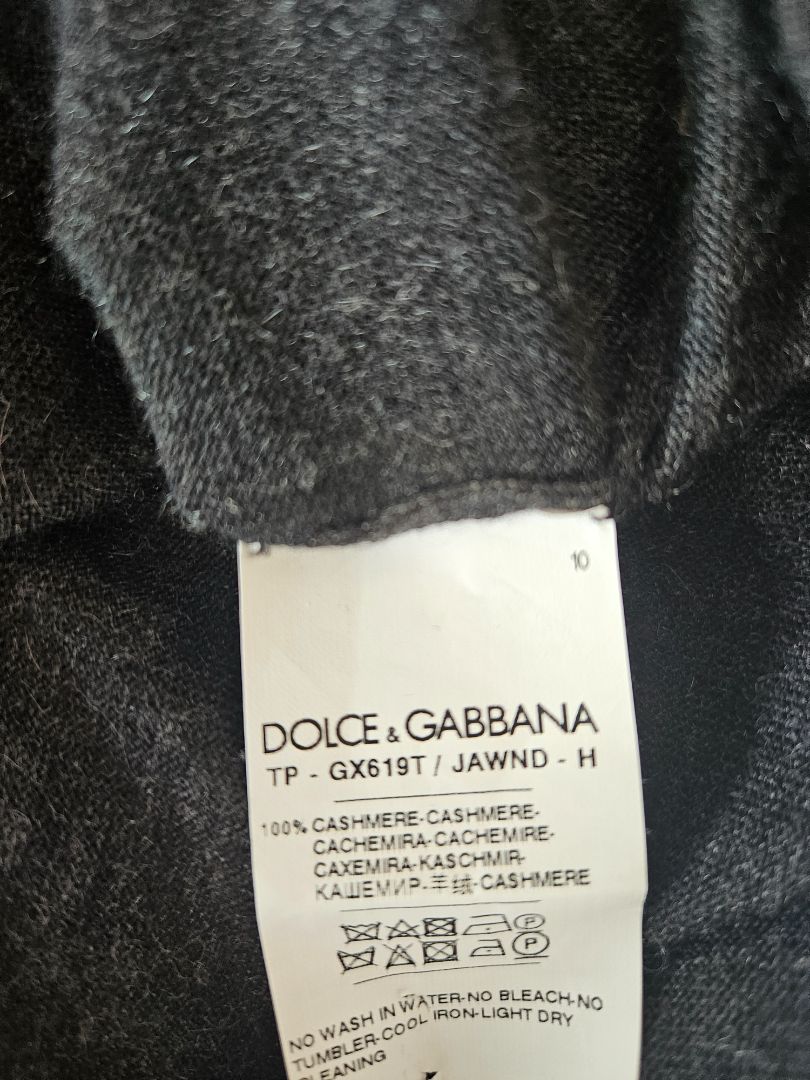 10
DOLCE & GABBANA
TP - GX619T / JAWND - H
100% CASHMERE-CASHMERE-
CACHEMIRA-CACHEMIRE-
CAXEMIRA-KASCHMIR-
КАШЕМИР-羊绒-CASHMERE
P
P
NO WASH IN WATER-NO BLEACH-NO
TUMBLER-COOL IRON-LIGHT DRY
CLEANING